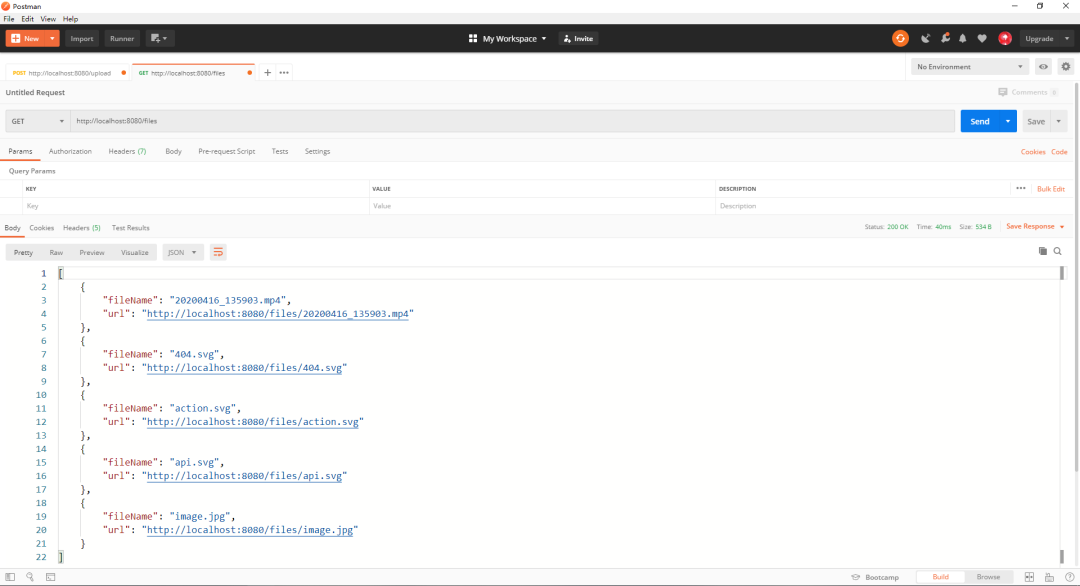 Postman
File Edit View Help
New Import Runner My Workspace Invite Upgrade
POST http://localhost:8080/upload GET http://localhost:8080/files No Environment
Untitled Request Comments 0
GET http://localhost:8080/files Send Save
Params Authorization Headers (7) Body Pre-request Script Tests Settings Cookies Code
Query Params
KEY VALUE DESCRIPTION Bulk Edit
Key Value Description
Body Cookies Headers (5) Test Results Status: 200 OK Time: 40ms Size: 534 B Save Response
Pretty Raw Preview Visualize JSON
1 [
2 {
3 "fileName": "20200416_135903.mp4",
4 "url": "http://localhost:8080/files/20200416_135903.mp4"
5 },
6 {
7 "fileName": "404.svg",
8 "url": "http://localhost:8080/files/404.svg"
9 },
10 {
11 "fileName": "action.svg",
12 "url": "http://localhost:8080/files/action.svg"
13 },
14 {
15 "fileName": "api.svg",
16 "url": "http://localhost:8080/files/api.svg"
17 },
18 {
19 "fileName": "image.jpg",
20 "url": "http://localhost:8080/files/image.jpg"
21 }
22 ]
Bootcamp Build Browse